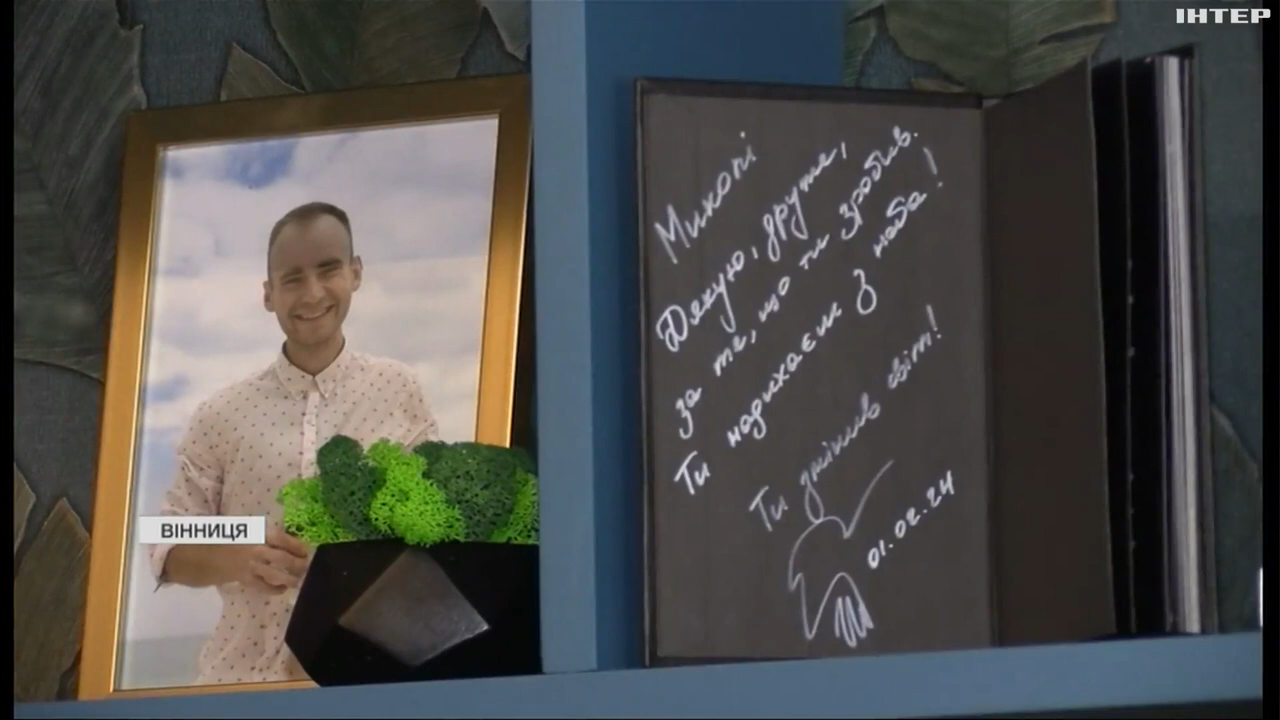 ІНТЕР
Миколі
Дякую, друже,
за те, що ти зробив.
Ти надихаєш з неба!
Ти змінив світ!
01.02.24
ВІННИЦЯ